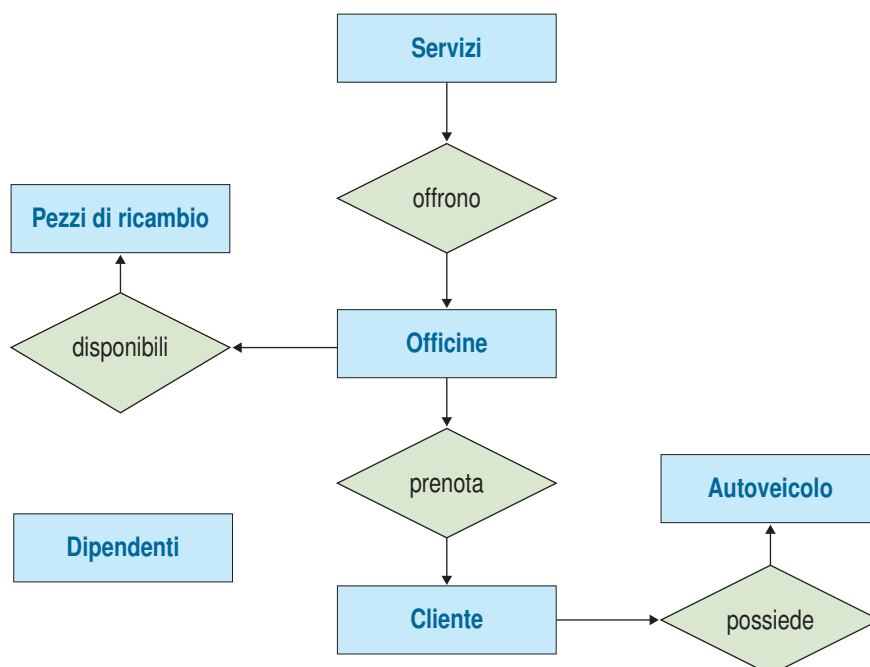 Servizi
offrono
Pezzi di ricambio
disponibili
Officine
prenota
Autoveicolo
Dipendenti
Cliente
possiede